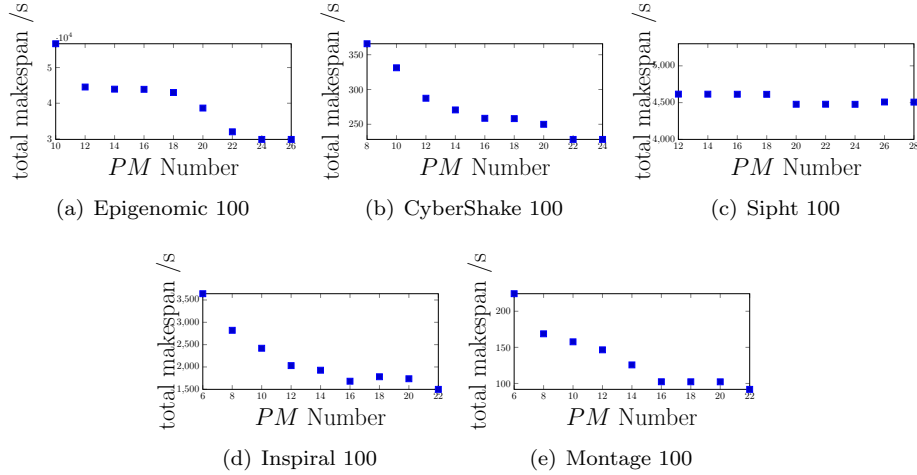 total makespan /s
·10⁴
5
4
3
10 12 14 16 18 20 22 24 26
PM Number
(a) Epigenomic 100
total makespan /s
350
300
250
8 10 12 14 16 18 20 22 24
PM Number
(b) CyberShake 100
total makespan /s
5,000
4,500
4,000
12 14 16 18 20 22 24 26 28
PM Number
(c) Sipht 100
total makespan /s
3,500
3,000
2,500
2,000
1,500
6 8 10 12 14 16 18 20 22
PM Number
(d) Inspiral 100
total makespan /s
200
150
100
6 8 10 12 14 16 18 20 22
PM Number
(e) Montage 100